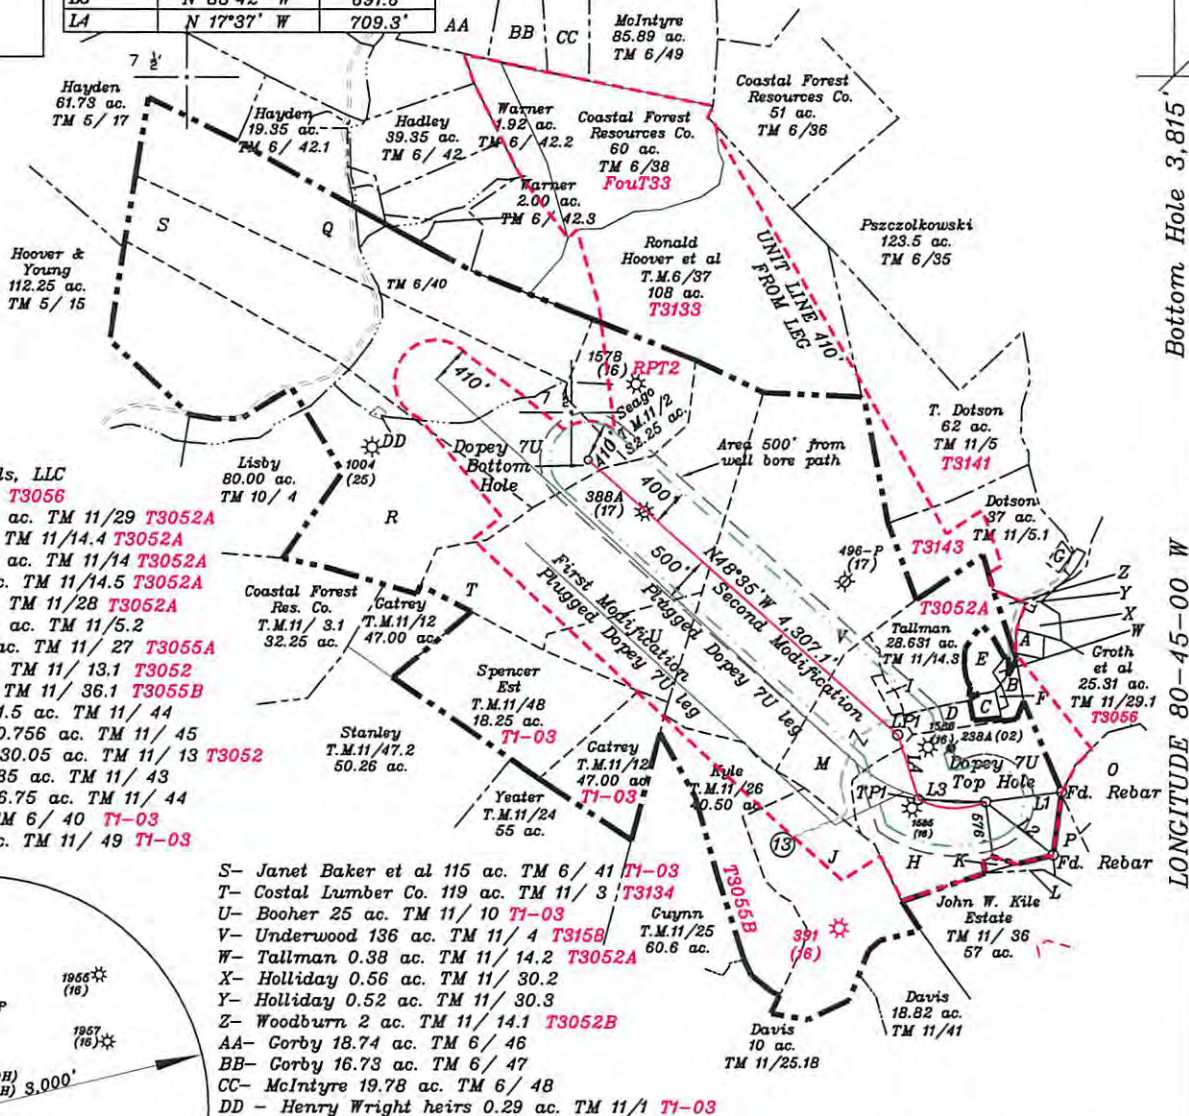 N 17°37' W
709.3'
L4
AA
BB
CC
McIntyre
85.89 ac.
TM 6/49
7 ½'
Hayden
61.73 ac.
TM 5/ 17
Hayden
19.35 ac.
TM 6/ 42.1
Hadley
39.35 ac.
TM 6/ 42
Warner
1.92 ac.
TM 6/ 42.2
Coastal Forest
Resources Co.
60 ac.
TM 6/38
FouT33
Coastal Forest
Resources Co.
51 ac.
TM 6/36
Warner
2.00 ac.
TM 6/ 42.3
S
Q
Hoover &
Young
112.25 ac.
TM 5/ 15
TM 6/40
Ronald
Hoover et al
T.M.6/37
108 ac.
T3133
Pszczolkowski
123.5 ac.
TM 6/35
UNIT LINE 410'
FROM LEG
Bottom Hole 3,815'
LONGITUDE 80-45-00 W
410'
1578
(16)
RPT2
Seago
T.M.11/2
32.25 ac.
410'
Dopey 7U
Bottom
Hole
DD
1004
(25)
Lisby
80.00 ac.
TM 10/ 4
R
Area 500' from
well bore path
T. Dotson
62 ac.
TM 11/5
T3141
Dotson
37 ac.
TM 11/5.1
T3143
388A
(17)
400'
500'
N48°35'W 4,307.1'
Second Modification
Plugged Dopey 7U leg
First Modification
Plugged Dopey 7U leg
496-P
(17)
T3052A
Tallman
28.631 ac.
TM 11/14.3
G
Z
Y
X
W
A
E
B
C
F
D
I
V
U
T
M
Groth
et al
25.31 ac.
TM 11/29.1
T3056
Coastal Forest
Res. Co.
T.M.11/ 3.1
32.25 ac.
Gatrey
T.M.11/12
47.00 ac.
Spencer
Est
T.M.11/48
18.25 ac.
T1-03
Stanley
T.M.11/47.2
50.26 ac.
Yeater
T.M.11/24
55 ac.
Gatrey
T.M.11/12
47.00 ac.
T1-03
Kyle
T.M.11/26
LP1
L4
238A (02)
Dopey 7U
Top Hole
TP1
L3
L1
O
Fd. Rebar
576'
P
Fd. Rebar
13
J
H
K
L
John W. Kile
Estate
TM 11/ 36
57 ac.
T3055B
Guynn
T.M.11/25
60.6 ac.
391
(16)
Davis
18.82 ac.
TM 11/41
Davis
10 ac.
TM 11/25.18
ls, LLC
T3056
ac. TM 11/29 T3052A
TM 11/14.4 T3052A
ac. TM 11/14 T3052A
c. TM 11/14.5 T3052A
TM 11/28 T3052A
ac. TM 11/5.2
ac. TM 11/ 27 T3055A
TM 11/ 13.1 T3052
TM 11/ 36.1 T3055B
1.5 ac. TM 11/ 44
0.756 ac. TM 11/ 45
30.05 ac. TM 11/ 13 T3052
85 ac. TM 11/ 43
6.75 ac. TM 11/ 44
TM 6/ 40 T1-03
c. TM 11/ 49 T1-03
S- Janet Baker et al 115 ac. TM 6/ 41 T1-03
T- Costal Lumber Co. 119 ac. TM 11/ 3 T3134
U- Booher 25 ac. TM 11/ 10 T1-03
V- Underwood 136 ac. TM 11/ 4 T3158
W- Tallman 0.38 ac. TM 11/ 14.2 T3052A
X- Holliday 0.56 ac. TM 11/ 30.2
Y- Holliday 0.52 ac. TM 11/ 30.3
Z- Woodburn 2 ac. TM 11/ 14.1 T3052B
AA- Gorby 18.74 ac. TM 6/ 46
BB- Gorby 16.73 ac. TM 6/ 47
CC- McIntyre 19.78 ac. TM 6/ 48
DD - Henry Wright heirs 0.29 ac. TM 11/1 T1-03
1955
(16)
1957
(16)
3,000'